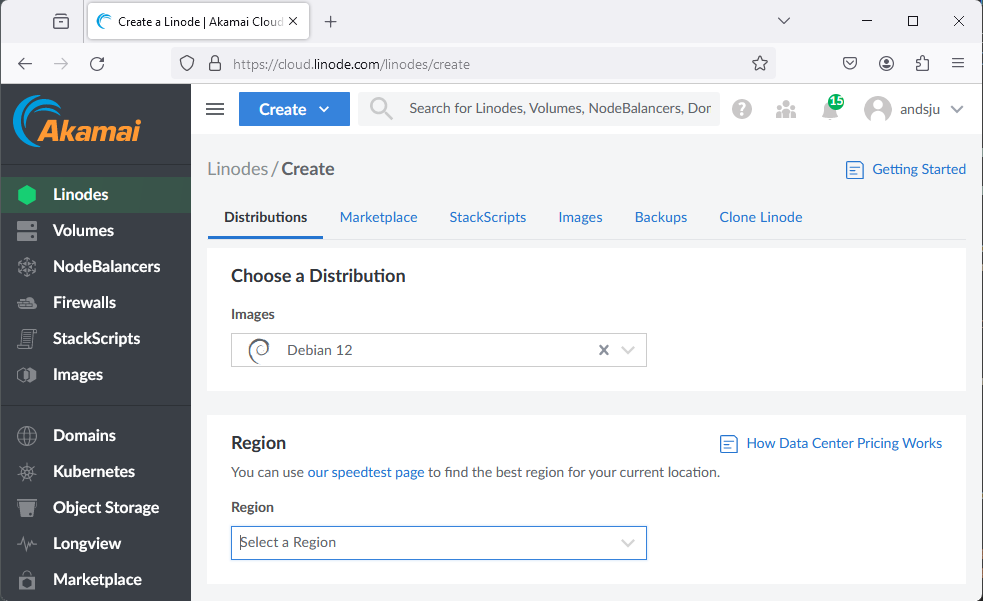 Create a Linode | Akamai Cloud
https://cloud.linode.com/linodes/create
Akamai
Create
Search for Linodes, Volumes, NodeBalancers, Dor
?
15
andsju
Linodes
Volumes
NodeBalancers
Firewalls
StackScripts
Images
Domains
Kubernetes
Object Storage
Longview
Marketplace
Linodes / Create
Getting Started
Distributions Marketplace StackScripts Images Backups Clone Linode
Choose a Distribution
Images
Debian 12
Region
How Data Center Pricing Works
You can use our speedtest page to find the best region for your current location.
Region
Select a Region